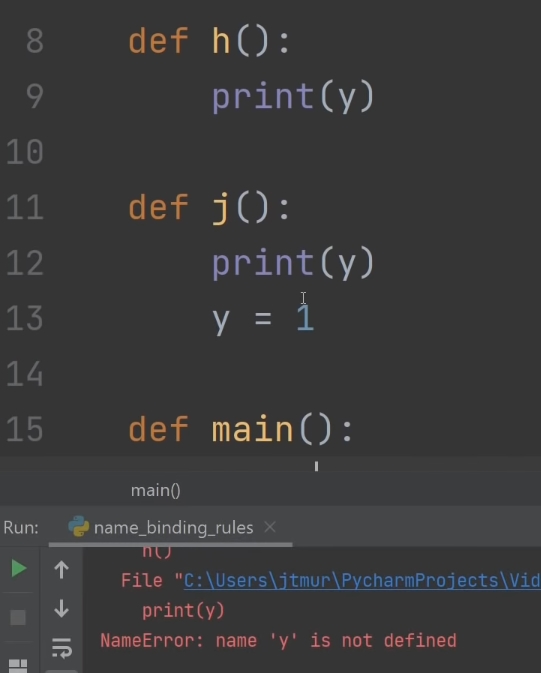 8 def h():
9 print(y)
10
11 def j():
12 print(y)
13 y = 1
14
15 def main():
main()
Run: name_binding_rules
h()
File "C:\Users\jtmur\PycharmProjects\Vid
print(y)
NameError: name 'y' is not defined